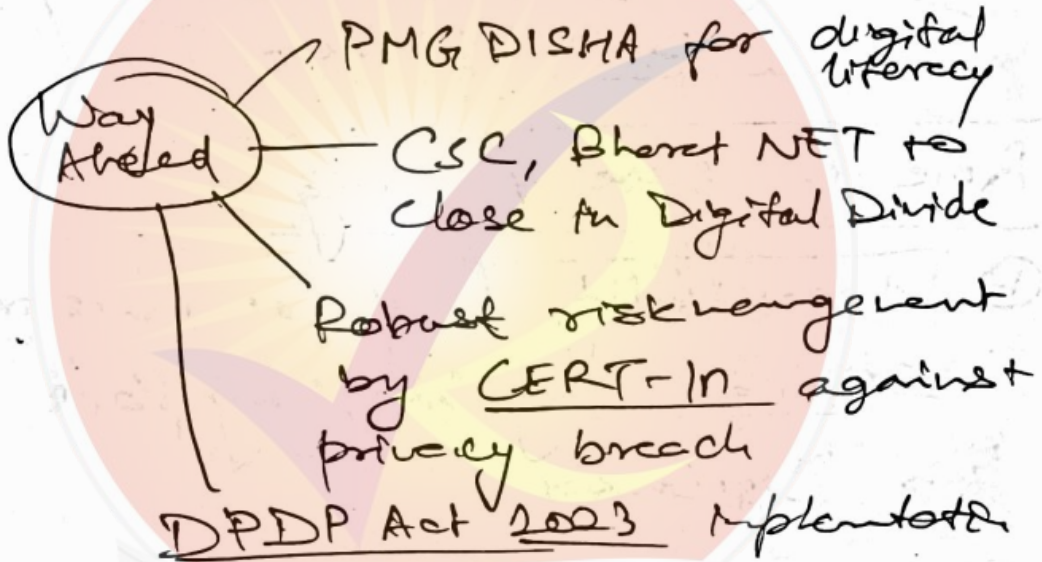 PMG DISHA for digital literacy
Way
Ahead
CSC, Bharat NET to
close in Digital Divide
Robust risk management
by CERT-In against
privacy breach
DPDP Act 2023 implementation